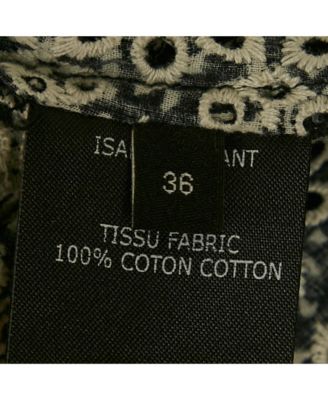 ISA ANT
36
TISSU FABRIC
100% COTON COTTON